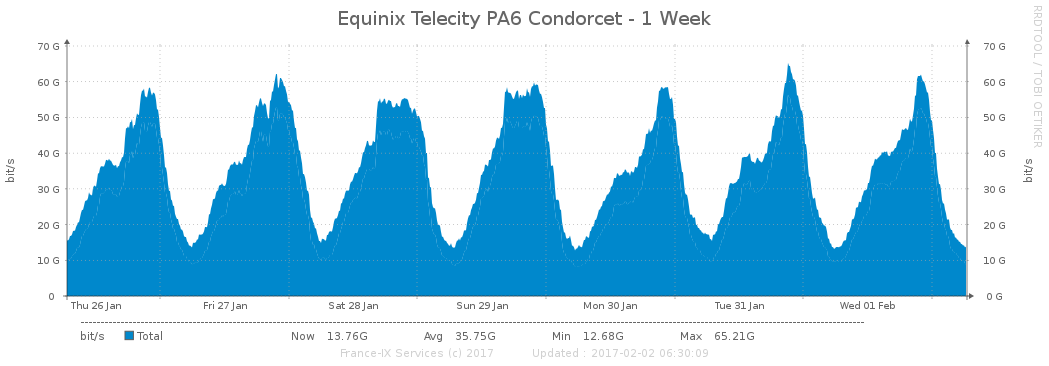 Equinix Telecity PA6 Condorcet - 1 Week
RRDTOOL / TOBI OETIKER
bit/s
70 G
60 G
50 G
40 G
30 G
20 G
10 G
0
70 G
60 G
50 G
40 G
30 G
20 G
10 G
0 G
bit/s
Thu 26 Jan Fri 27 Jan Sat 28 Jan Sun 29 Jan Mon 30 Jan Tue 31 Jan Wed 01 Feb
bit/s Total Now 13.76G Avg 35.75G Min 12.68G Max 65.21G
France-IX Services (c) 2017 Updated : 2017-02-02 06:30:09